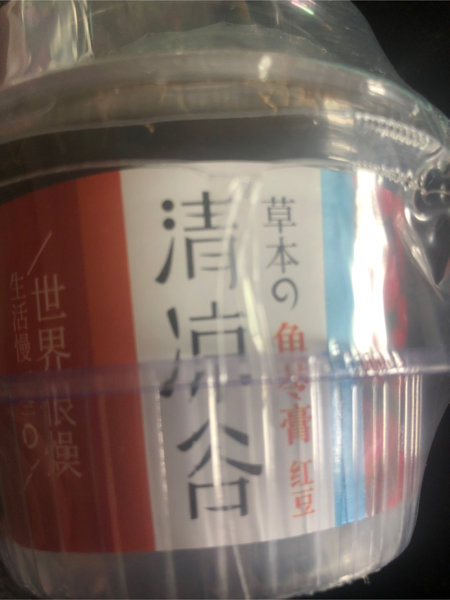 草本の
龟苓膏 红豆
清凉谷
世界很燥
生活慢